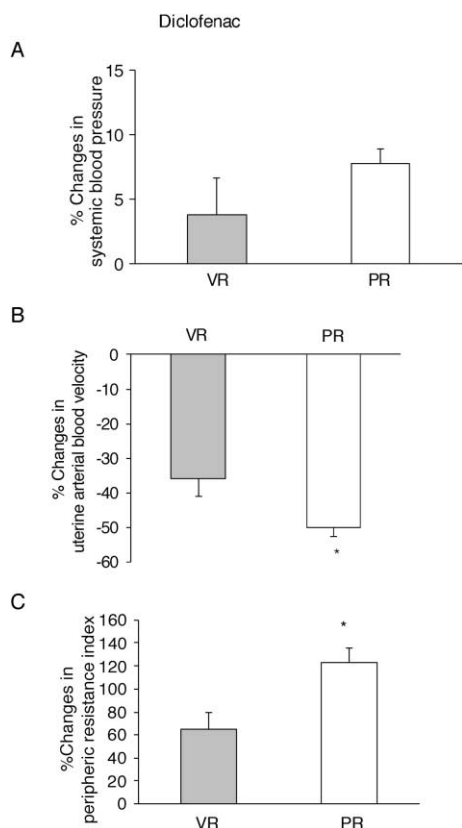 Diclofenac
A
% Changes in
systemic blood pressure
15
10
5
0
VR PR
B
VR PR
% Changes in
uterine arterial blood velocity
0
-10
-20
-30
-40
-50
-60
*
C
%Changes in
peripheric resistance index
160
140
120
100
80
60
40
20
0
*
VR PR